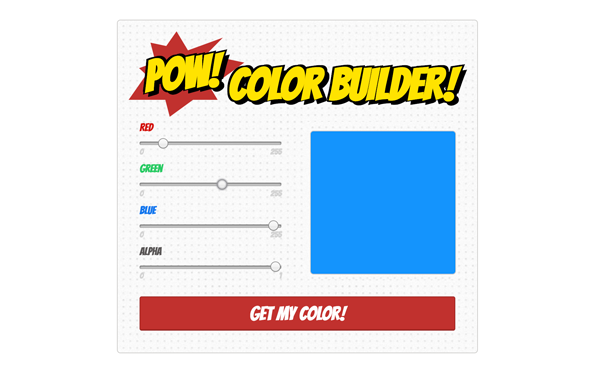 POW! COLOR BUILDER!
RED
0 255
GREEN
0 255
BLUE
0 255
ALPHA
0 1
GET MY COLOR!